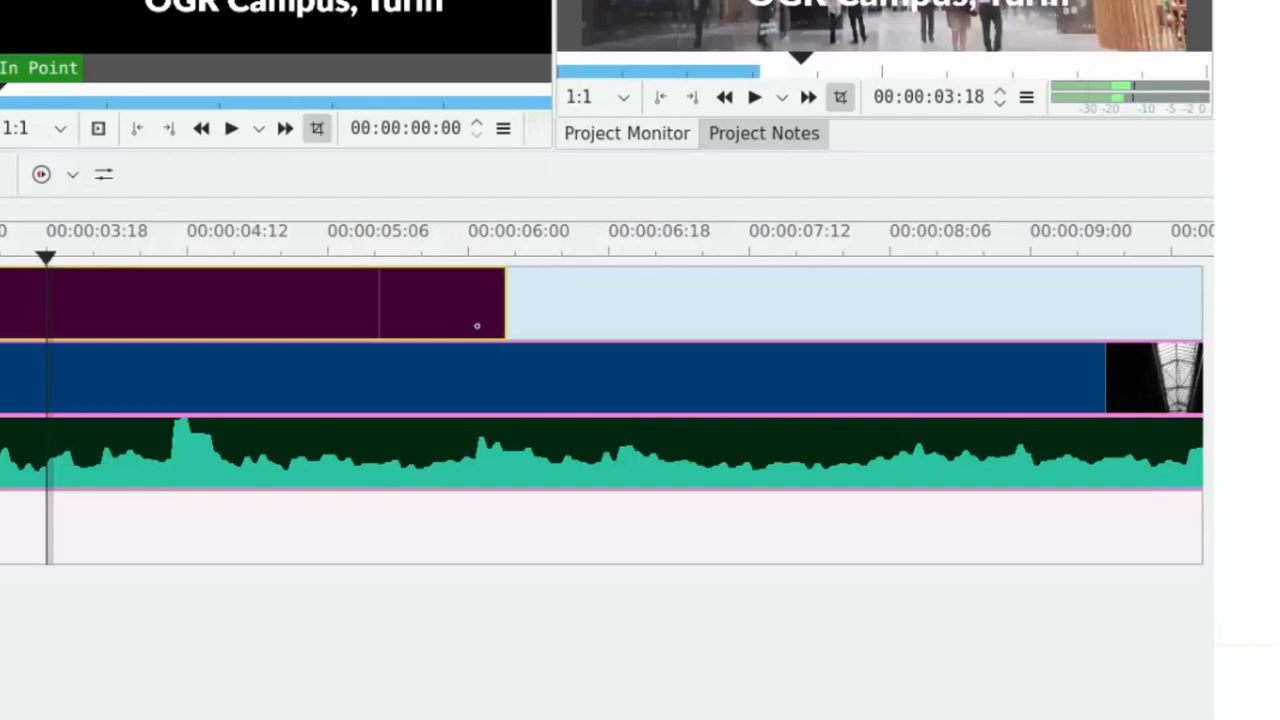 OGR Campus, Turin
OGR Campus, Turin
In Point
1:1
00:00:03:18
-30 -20 -10 -5 -2 0
1:1
00:00:00:00
Project Monitor
Project Notes
0 00:00:03:18 00:00:04:12 00:00:05:06 00:00:06:00 00:00:06:18 00:00:07:12 00:00:08:06 00:00:09:00 00:00